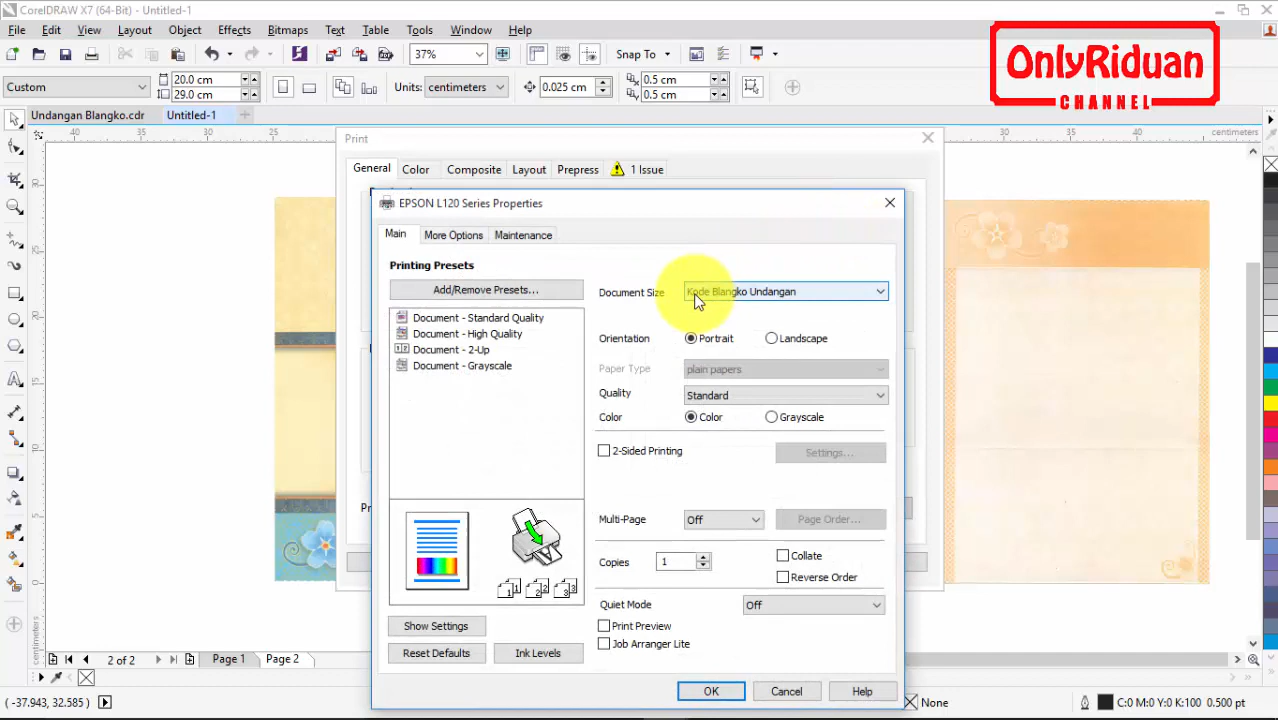 CorelDRAW X7 (64-Bit) - Untitled-1
File Edit View Layout Object Effects Bitmaps Text Table Tools Window Help
37% Snap To
OnlyRiduan
CHANNEL
Custom 20.0 cm Units: centimeters 0.025 cm 0.5 cm
29.0 cm 0.5 cm
Undangan Blangko.cdr Untitled-1
40 35 30 35 40 centimeters
Print
General Color Composite Layout Prepress 1 Issue
EPSON L120 Series Properties
Main More Options Maintenance
Printing Presets
Add/Remove Presets...
Document - Standard Quality
Document - High Quality
Document - 2-Up
Document - Grayscale
Document Size Kode Blangko Undangan
Orientation Portrait Landscape
Paper Type plain papers
Quality Standard
Color Color Grayscale
2-Sided Printing Settings...
Multi-Page Off Page Order...
Copies 1 Collate
Reverse Order
Quiet Mode Off
Print Preview
Job Arranger Lite
Show Settings
Reset Defaults Ink Levels
OK Cancel Help
2 of 2 Page 1 Page 2
( -37.943, 32.585 ) None C:0 M:0 Y:0 K:100 0.500 pt